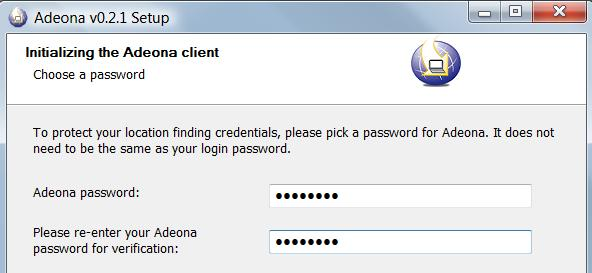 Adeona v0.2.1 Setup
Initializing the Adeona client
Choose a password
To protect your location finding credentials, please pick a password for Adeona. It does not
need to be the same as your login password.
Adeona password: ●●●●●●●●
Please re-enter your Adeona
password for verification: ●●●●●●●●